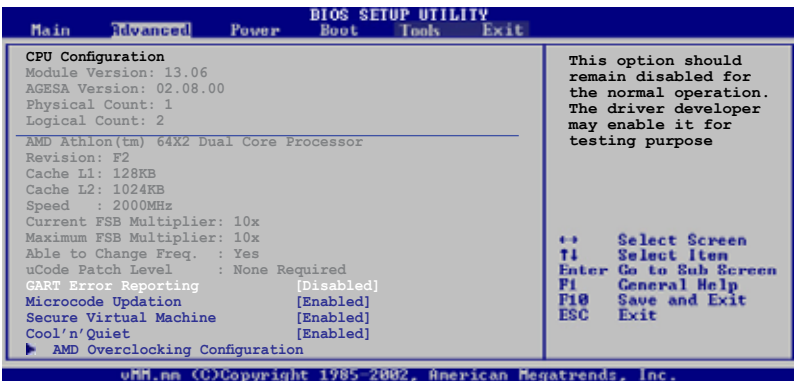 BIOS SETUP UTILITY
Main Advanced Power Boot Tools Exit
CPU Configuration
Module Version: 13.06
AGESA Version: 02.08.00
Physical Count: 1
Logical Count: 2
AMD Athlon(tm) 64X2 Dual Core Processor
Revision: F2
Cache L1: 128KB
Cache L2: 1024KB
Speed : 2000MHz
Current FSB Multiplier: 10x
Maximum FSB Multiplier: 10x
Able to Change Freq. : Yes
uCode Patch Level : None Required
GART Error Reporting [Disabled]
Microcode Updation [Enabled]
Secure Virtual Machine [Enabled]
Cool'n'Quiet [Enabled]
AMD Overclocking Configuration
This option should
remain disabled for
the normal operation.
The driver developer
may enable it for
testing purpose
↔ Select Screen
↑↓ Select Item
Enter Go to Sub Screen
F1 General Help
F10 Save and Exit
ESC Exit
vMM.mm (C)Copyright 1985-2002, American Megatrends, Inc.